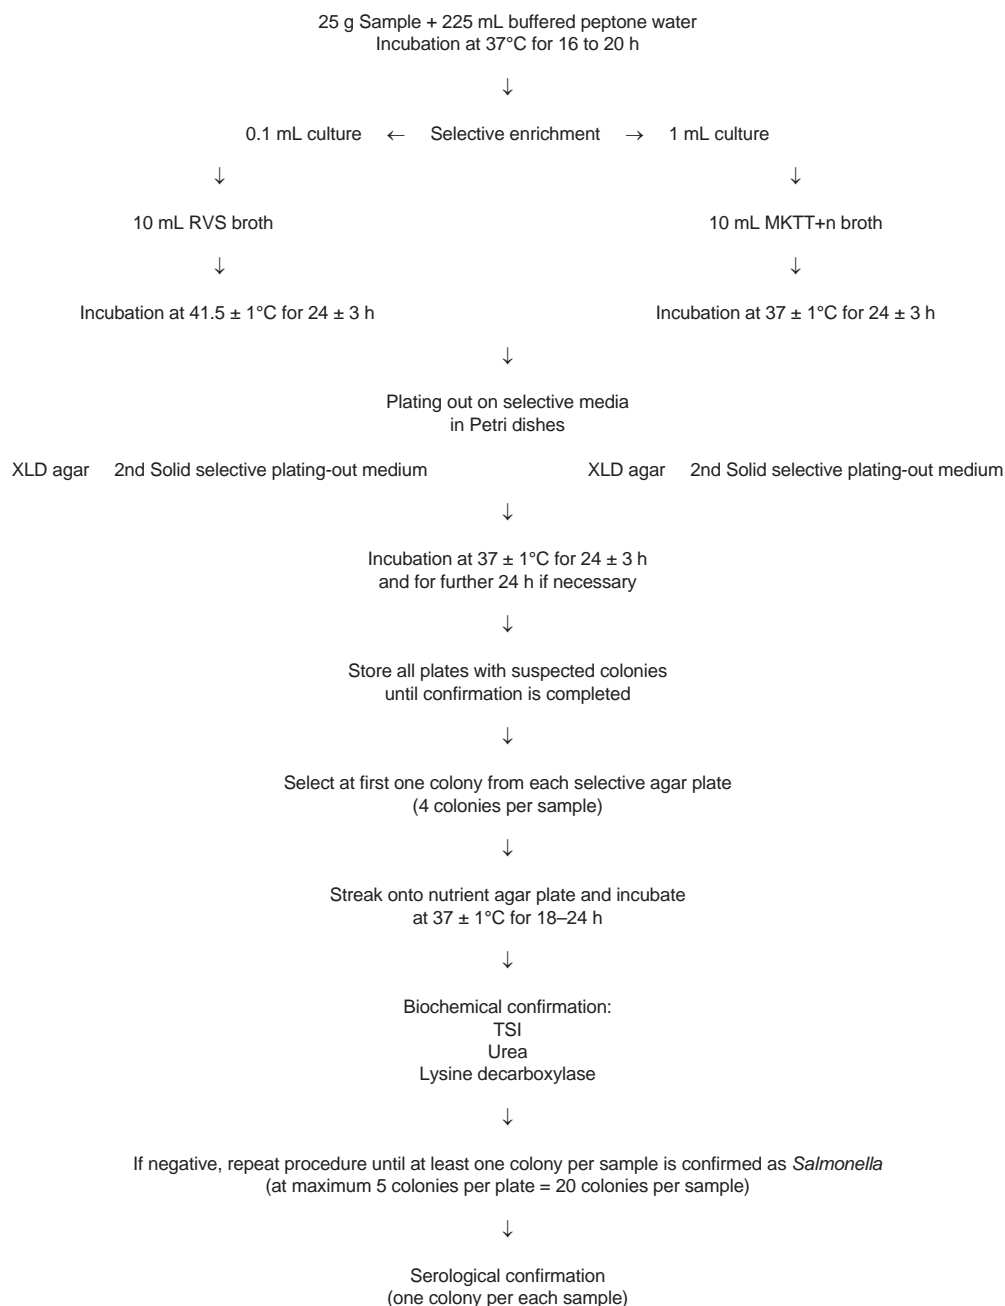 25 g Sample + 225 mL buffered peptone water
Incubation at 37°C for 16 to 20 h
↓
0.1 mL culture ← Selective enrichment → 1 mL culture
↓ ↓
10 mL RVS broth 10 mL MKTT+n broth
↓ ↓
Incubation at 41.5 ± 1°C for 24 ± 3 h Incubation at 37 ± 1°C for 24 ± 3 h
↓
Plating out on selective media
in Petri dishes
XLD agar 2nd Solid selective plating-out medium XLD agar 2nd Solid selective plating-out medium
↓
Incubation at 37 ± 1°C for 24 ± 3 h
and for further 24 h if necessary
↓
Store all plates with suspected colonies
until confirmation is completed
↓
Select at first one colony from each selective agar plate
(4 colonies per sample)
↓
Streak onto nutrient agar plate and incubate
at 37 ± 1°C for 18–24 h
↓
Biochemical confirmation:
TSI
Urea
Lysine decarboxylase
↓
If negative, repeat procedure until at least one colony per sample is confirmed as Salmonella
(at maximum 5 colonies per plate = 20 colonies per sample)
↓
Serological confirmation
(one colony per each sample)